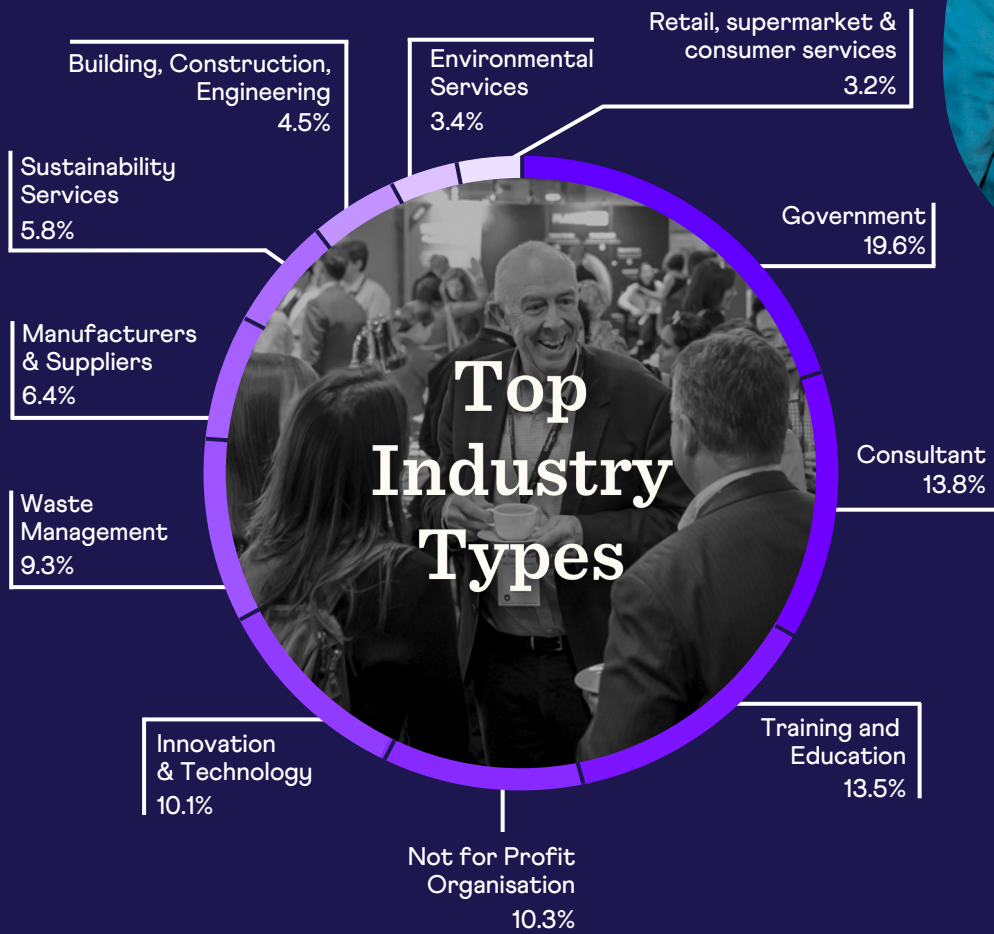 Top
Industry
Types
Government
19.6%
Consultant
13.8%
Training and
Education
13.5%
Not for Profit
Organisation
10.3%
Innovation
& Technology
10.1%
Waste
Management
9.3%
Manufacturers
& Suppliers
6.4%
Sustainability
Services
5.8%
Building, Construction,
Engineering
4.5%
Environmental
Services
3.4%
Retail, supermarket &
consumer services
3.2%